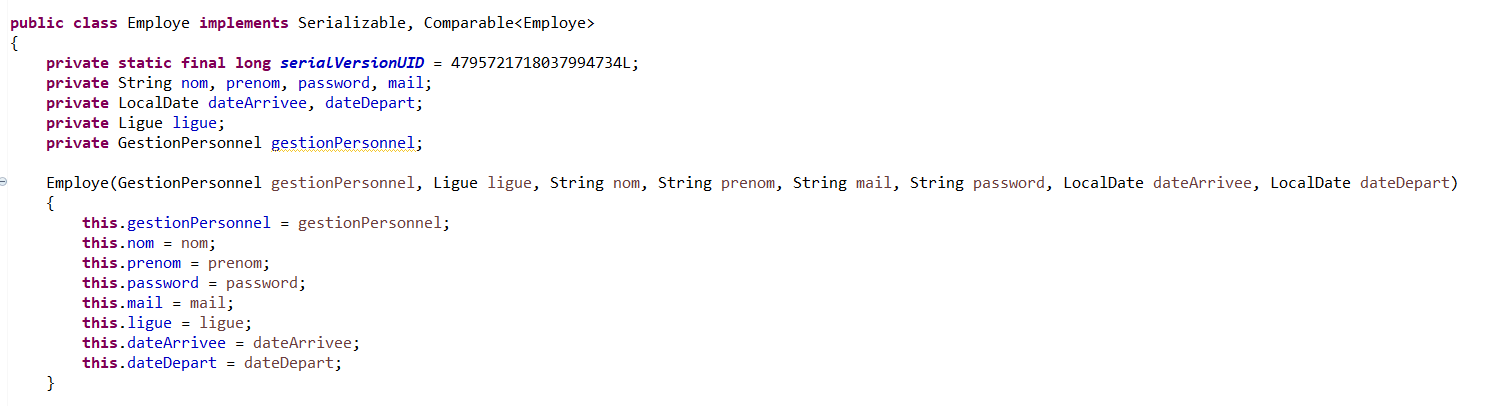 public class Employe implements Serializable, Comparable<Employe>
{
    private static final long serialVersionUID = 4795721718037994734L;
    private String nom, prenom, password, mail;
    private LocalDate dateArrivee, dateDepart;
    private Ligue ligue;
    private GestionPersonnel gestionPersonnel;
    Employe(GestionPersonnel gestionPersonnel, Ligue ligue, String nom, String prenom, String mail, String password, LocalDate dateArrivee, LocalDate dateDepart)
    {
        this.gestionPersonnel = gestionPersonnel;
        this.nom = nom;
        this.prenom = prenom;
        this.password = password;
        this.mail = mail;
        this.ligue = ligue;
        this.dateArrivee = dateArrivee;
        this.dateDepart = dateDepart;
    }